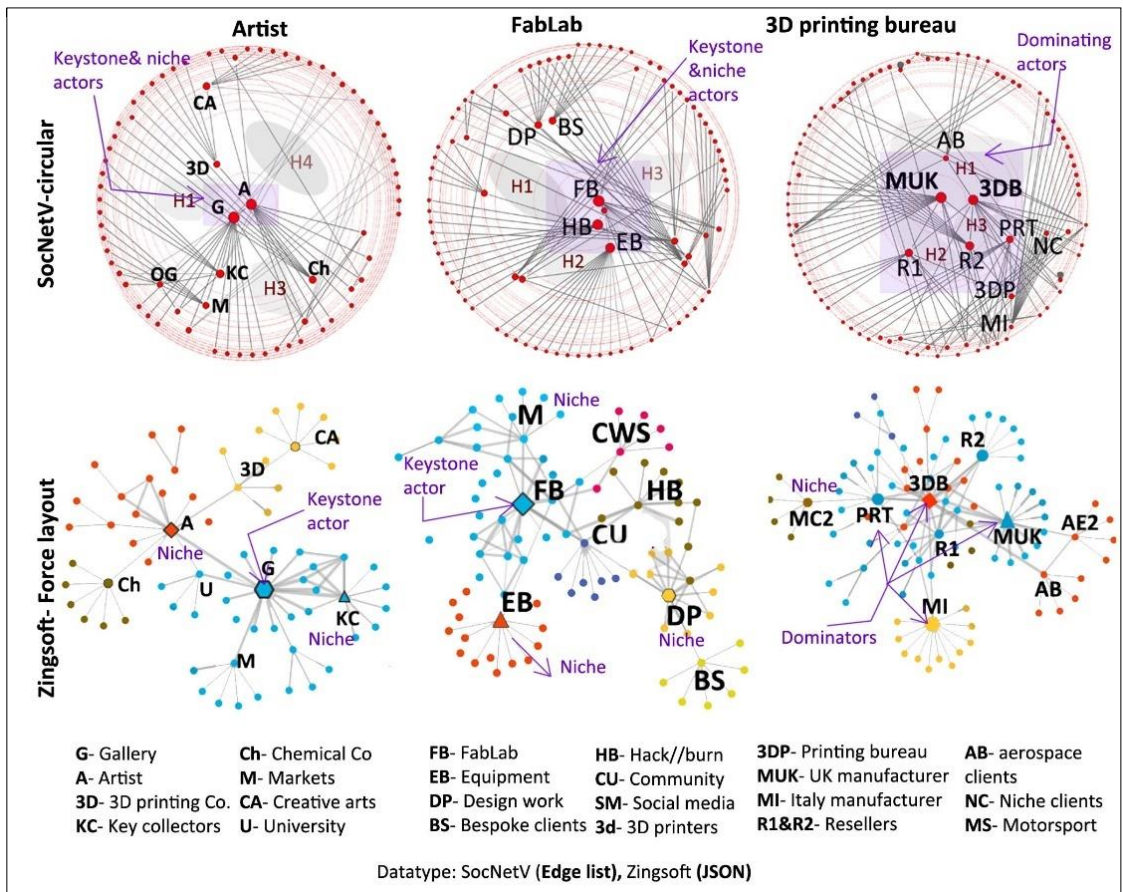 Artist
FabLab
3D printing bureau
SocNetV-circular
Keystone& niche
actors
CA
3D
H4
H1
A
G
OG
KC
Ch
M
H3
Keystone
&niche
actors
DP
BS
H1
H3
FB
HB
EB
H2
Dominating
actors
AB
H1
MUK
3DB
H3
PRT
NC
R1
H2
R2
3DP
MI
Zingsoft- Force layout
CA
3D
Keystone
actor
A
Niche
G
Ch
U
KC
Niche
M
M
Niche
CWS
Keystone
actor
FB
HB
CU
EB
DP
Niche
Niche
BS
R2
3DB
Niche
MC2
PRT
AE2
R1
MUK
MI
AB
Dominators
G- Gallery
A- Artist
3D- 3D printing Co.
KC- Key collectors
Ch- Chemical Co
M- Markets
CA- Creative arts
U- University
FB- FabLab
EB- Equipment
DP- Design work
BS- Bespoke clients
HB- Hack//burn
CU- Community
SM- Social media
3d- 3D printers
3DP- Printing bureau
MUK- UK manufacturer
MI- Italy manufacturer
R1&R2- Resellers
AB- aerospace
clients
NC- Niche clients
MS- Motorsport
Datatype: SocNetV (Edge list), Zingsoft (JSON)